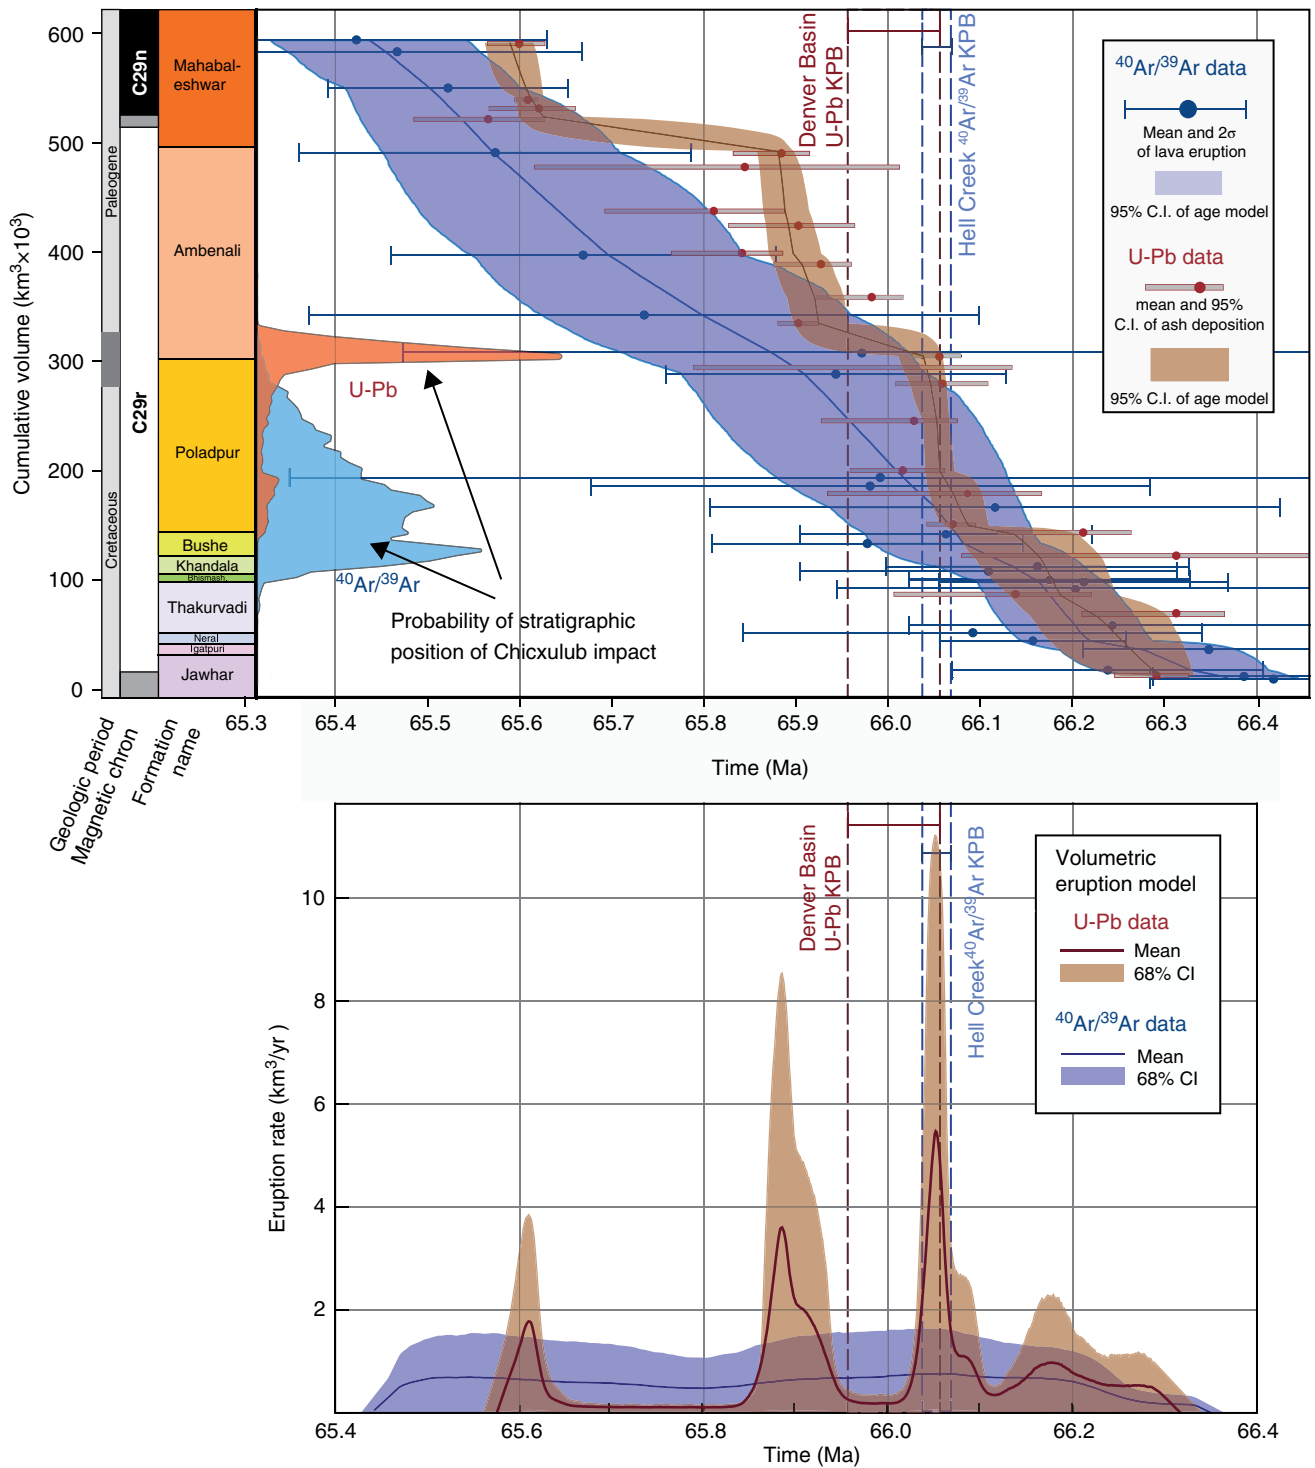 600
500
400
300
200
100
0
Cumulative volume (km³×10³)
Paleogene
Cretaceous
C29n
C29r
Mahabal-
eshwar
Ambenali
Poladpur
Bushe
Khandala
Bhismash.
Thakurvadi
Neral
Igatpuri
Jawhar
Geologic period
Magnetic chron
Formation
name
U-Pb
⁴⁰Ar/³⁹Ar
Probability of stratigraphic
position of Chicxulub impact
Denver Basin
U-Pb KPB
Hell Creek ⁴⁰Ar/³⁹Ar KPB
⁴⁰Ar/³⁹Ar data
Mean and 2σ
of lava eruption
95% C.I. of age model
U-Pb data
mean and 95%
C.I. of ash deposition
95% C.I. of age model
65.3 65.4 65.5 65.6 65.7 65.8 65.9 66.0 66.1 66.2 66.3 66.4
Time (Ma)
10
8
6
4
2
Eruption rate (km³/yr )
Denver Basin
U-Pb KPB
Hell Creek ⁴⁰Ar/³⁹Ar KPB
Volumetric
eruption model
U-Pb data
Mean
68% CI
⁴⁰Ar/³⁹Ar data
Mean
68% CI
65.4 65.6 65.8 66.0 66.2 66.4
Time (Ma)